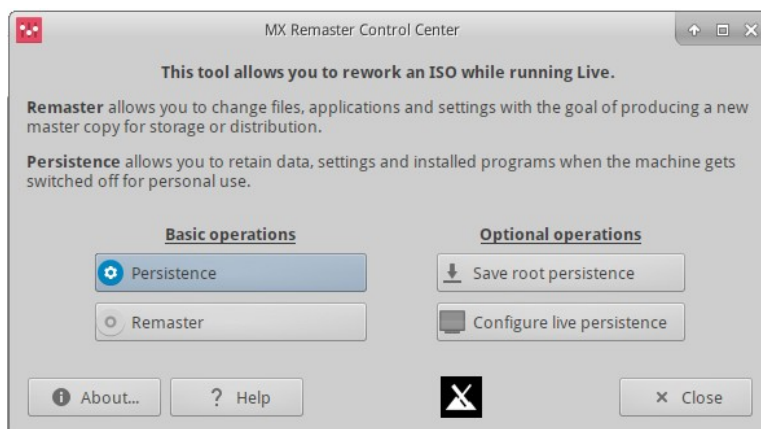 MX Remaster Control Center
This tool allows you to rework an ISO while running Live.
Remaster allows you to change files, applications and settings with the goal of producing a new
master copy for storage or distribution.
Persistence allows you to retain data, settings and installed programs when the machine gets
switched off for personal use.
Basic operations
Optional operations
Persistence
Save root persistence
Remaster
Configure live persistence
About...
? Help
Close